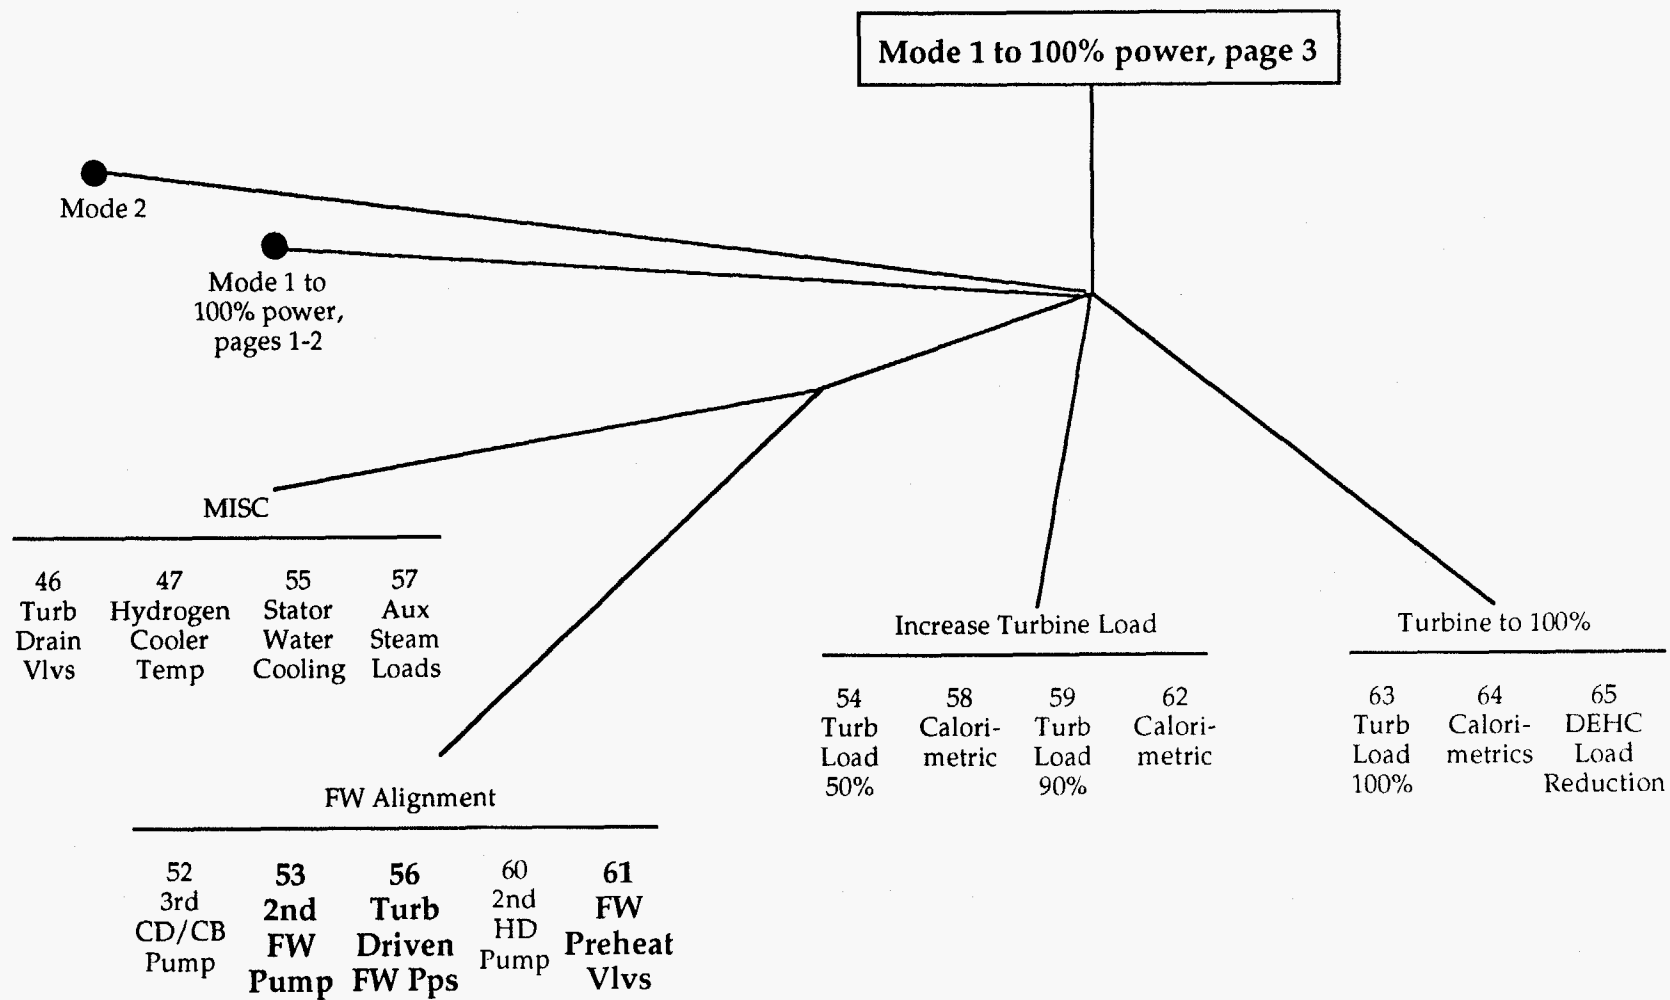 Mode 1 to 100% power, page 3
Mode 2
Mode 1 to
100% power,
pages 1-2
MISC
46
Turb
Drain
Vlvs
47
Hydrogen
Cooler
Temp
55
Stator
Water
Cooling
57
Aux
Steam
Loads
FW Alignment
52
3rd
CD/CB
Pump
53
2nd
FW
Pump
56
Turb
Driven
FW Pps
60
2nd
HD
Pump
61
FW
Preheat
Vlvs
Increase Turbine Load
54
Turb
Load
50%
58
Calori-
metric
59
Turb
Load
90%
62
Calori-
metric
Turbine to 100%
63
Turb
Load
100%
64
Calori-
metrics
65
DEHC
Load
Reduction